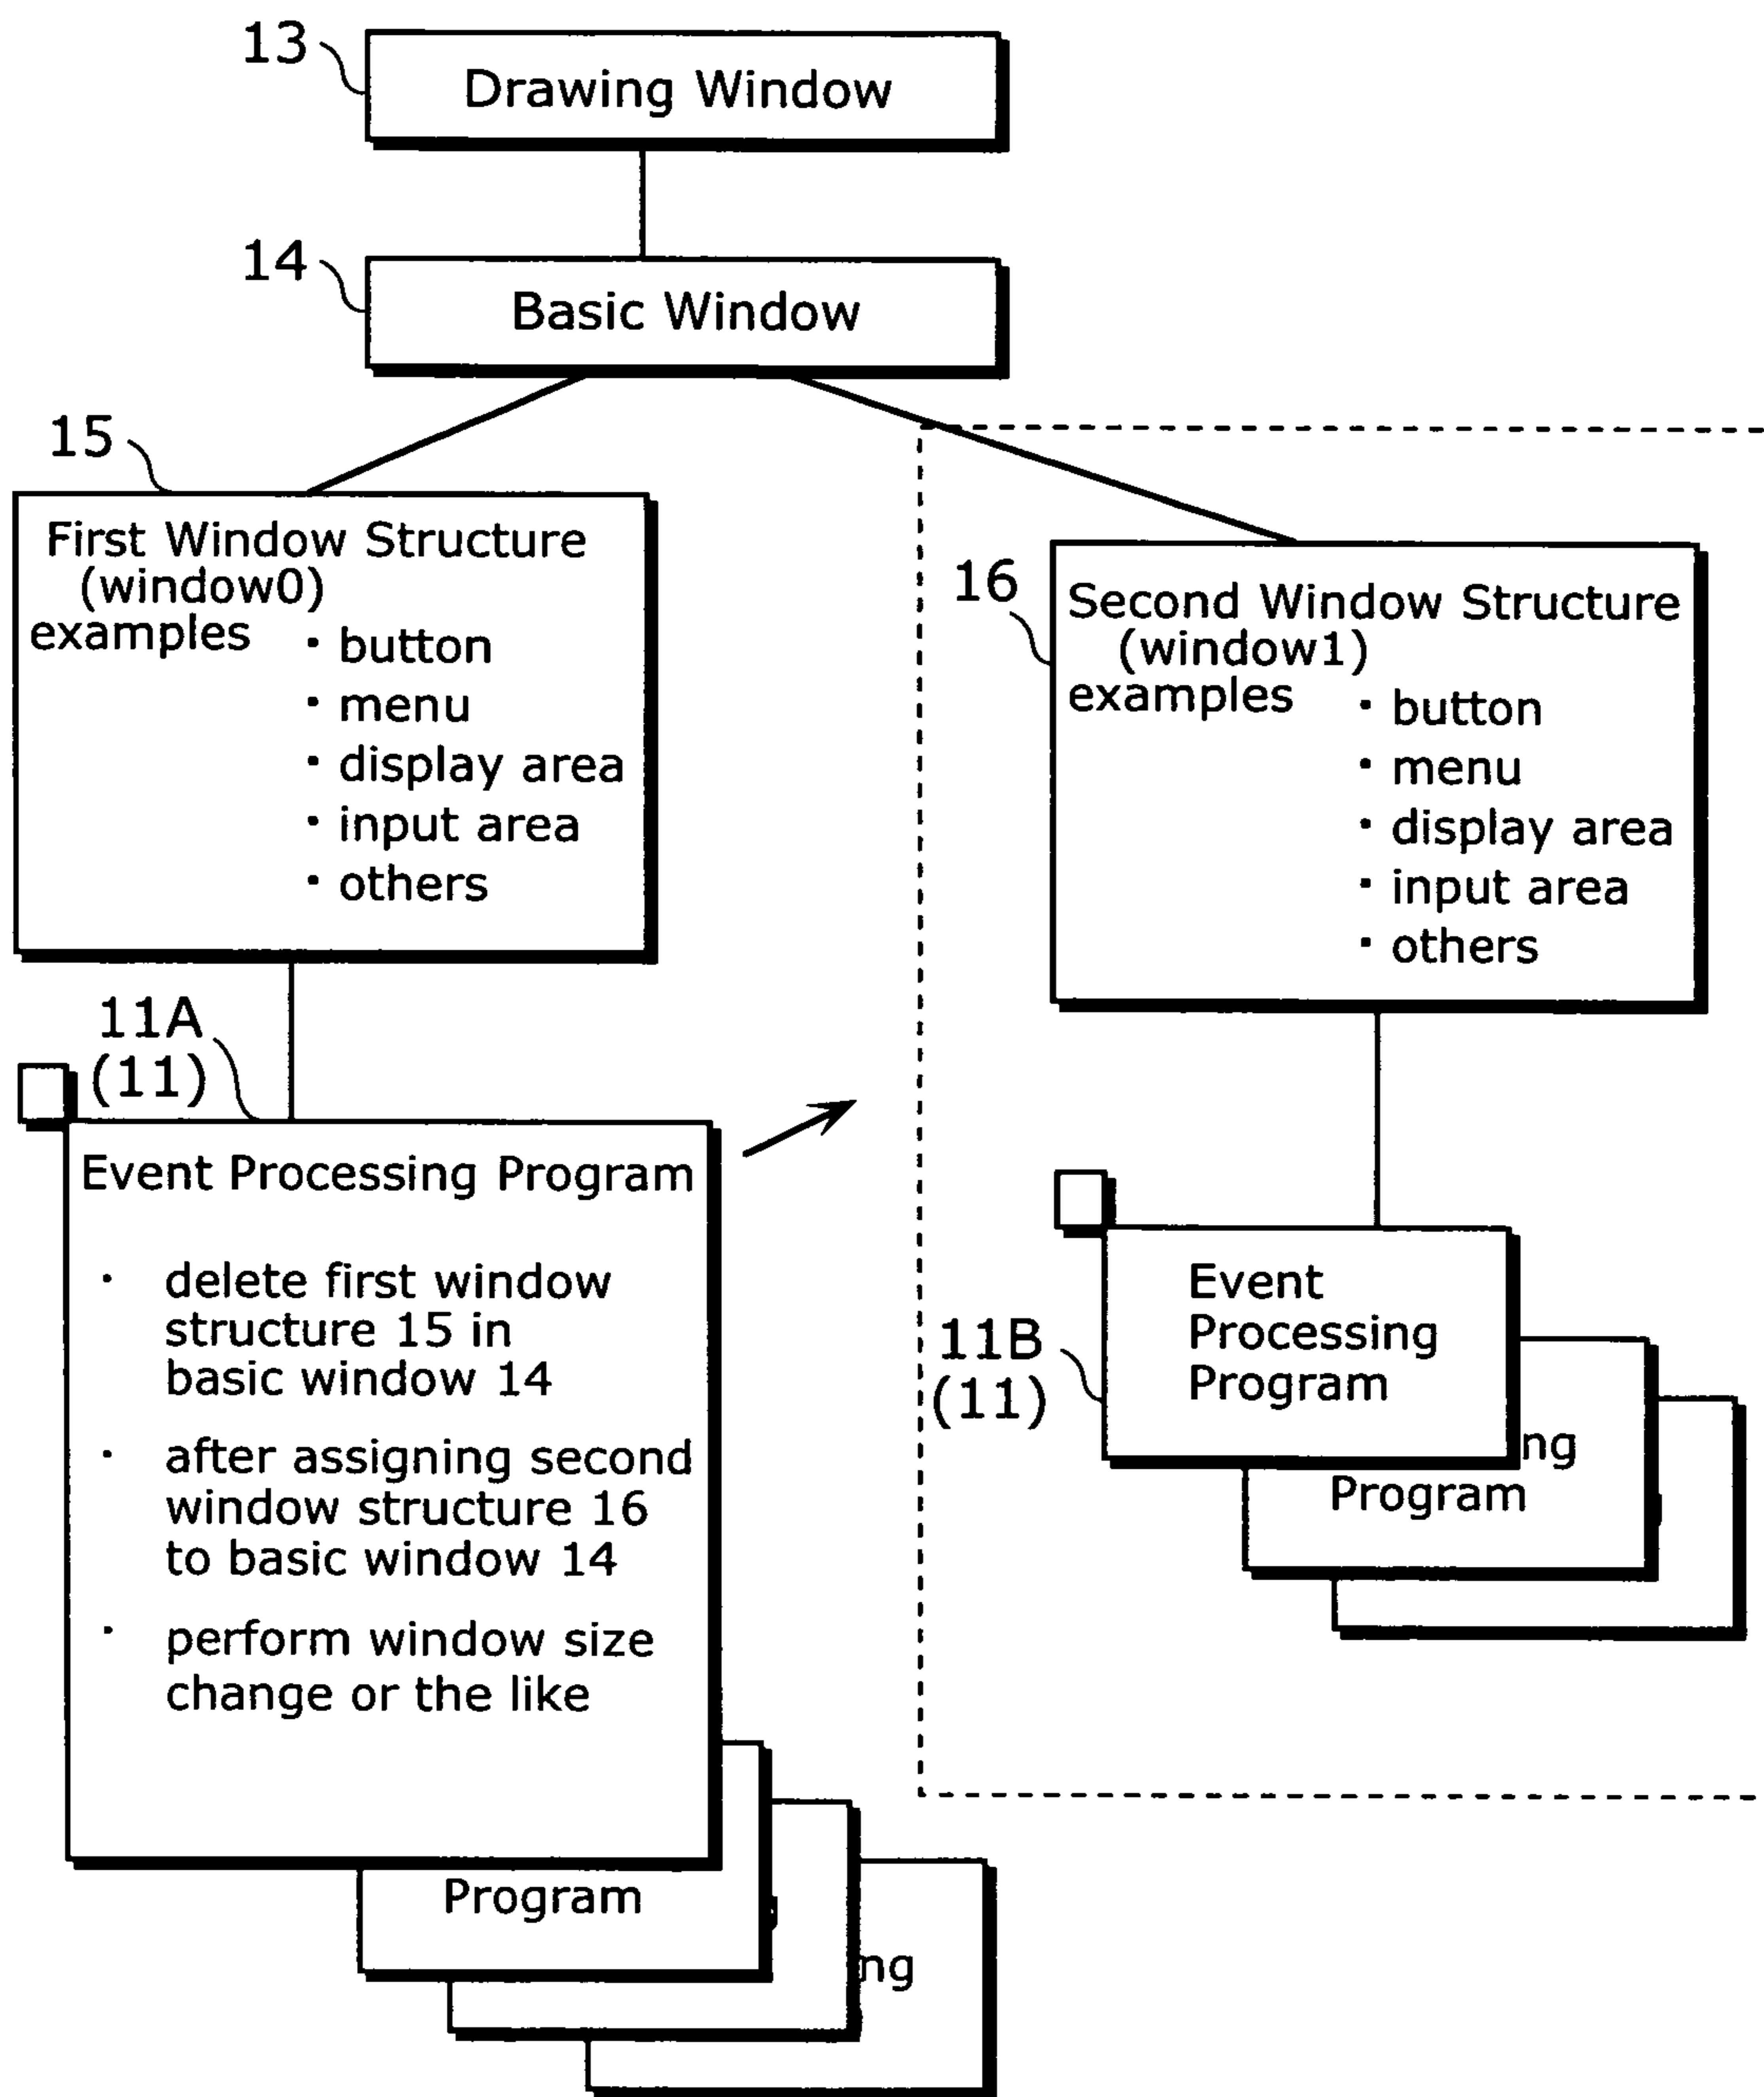 13
Drawing Window
14
Basic Window
15
First Window Structure
(window0)
examples
· button
· menu
· display area
· input area
· others
16
Second Window Structure
(window1)
examples
· button
· menu
· display area
· input area
· others
11A
(11)
Event Processing Program
· delete first window
structure 15 in
basic window 14
· after assigning second
window structure 16
to basic window 14
· perform window size
change or the like
Program
ng
11B
(11)
Event
Processing
Program
ng
Program